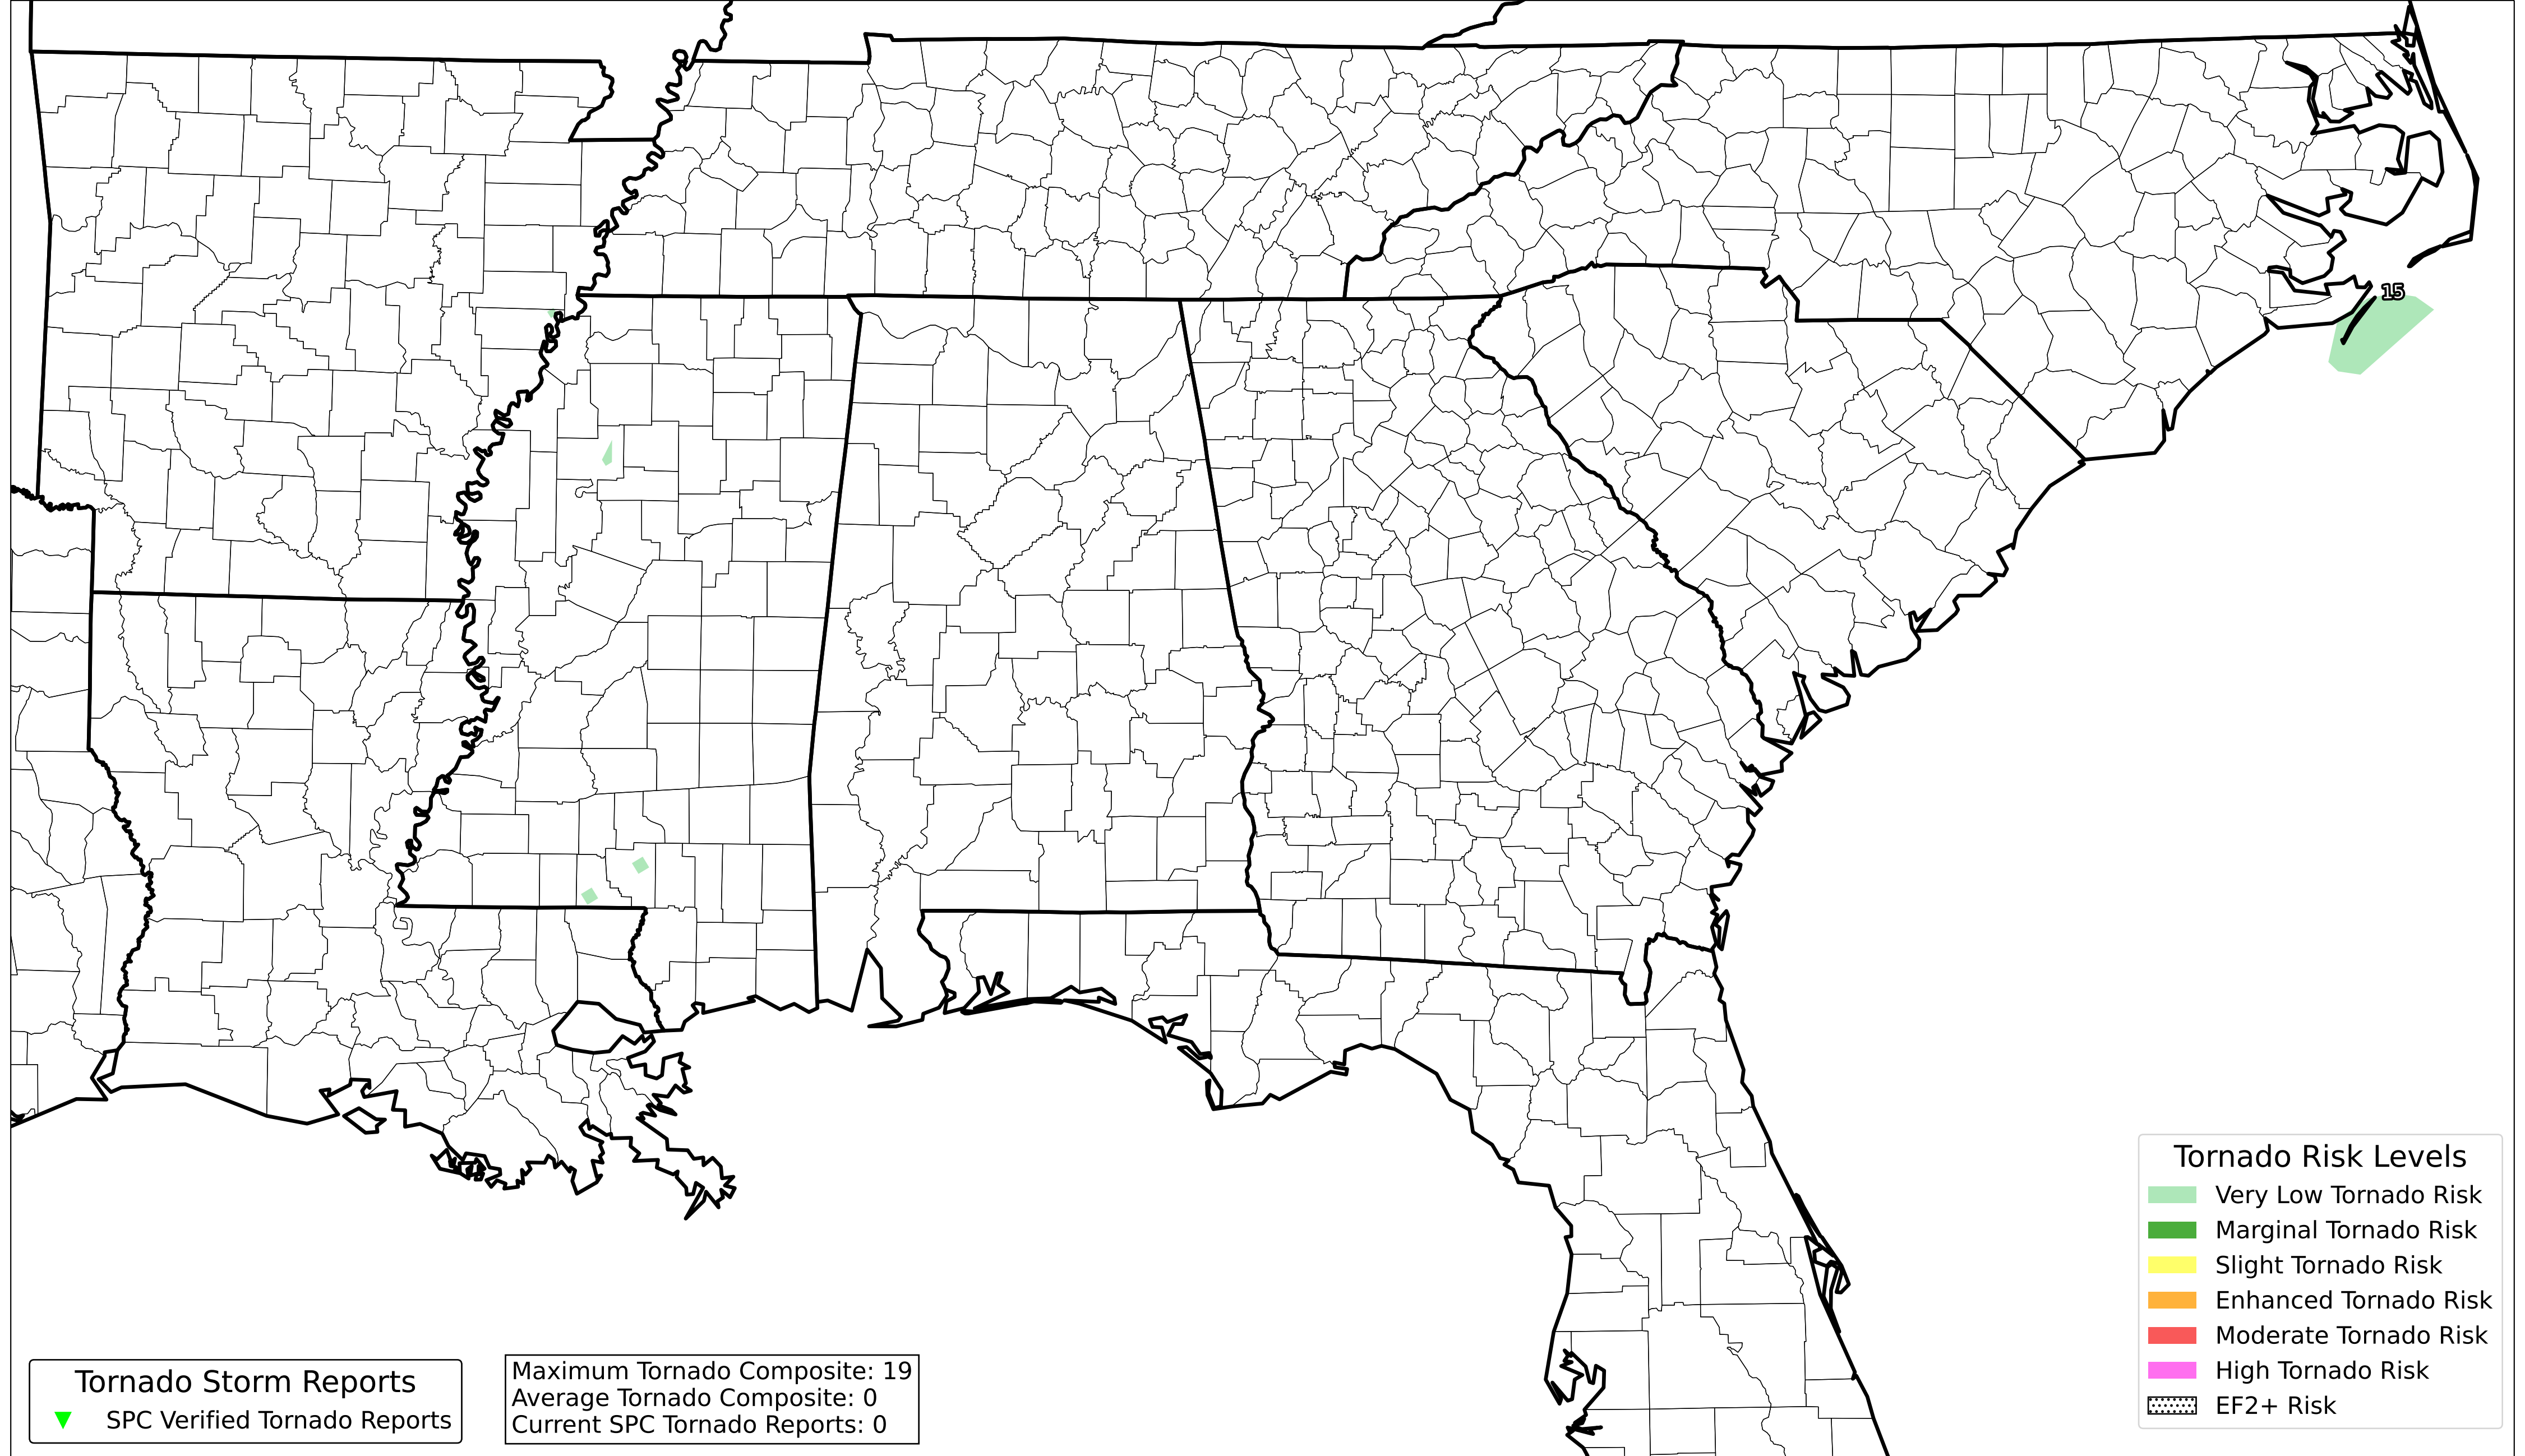 15
Tornado Risk Levels
Very Low Tornado Risk
Marginal Tornado Risk
Slight Tornado Risk
Enhanced Tornado Risk
Moderate Tornado Risk
High Tornado Risk
EF2+ Risk
Tornado Storm Reports
SPC Verified Tornado Reports
Maximum Tornado Composite: 19
Average Tornado Composite: 0
Current SPC Tornado Reports: 0